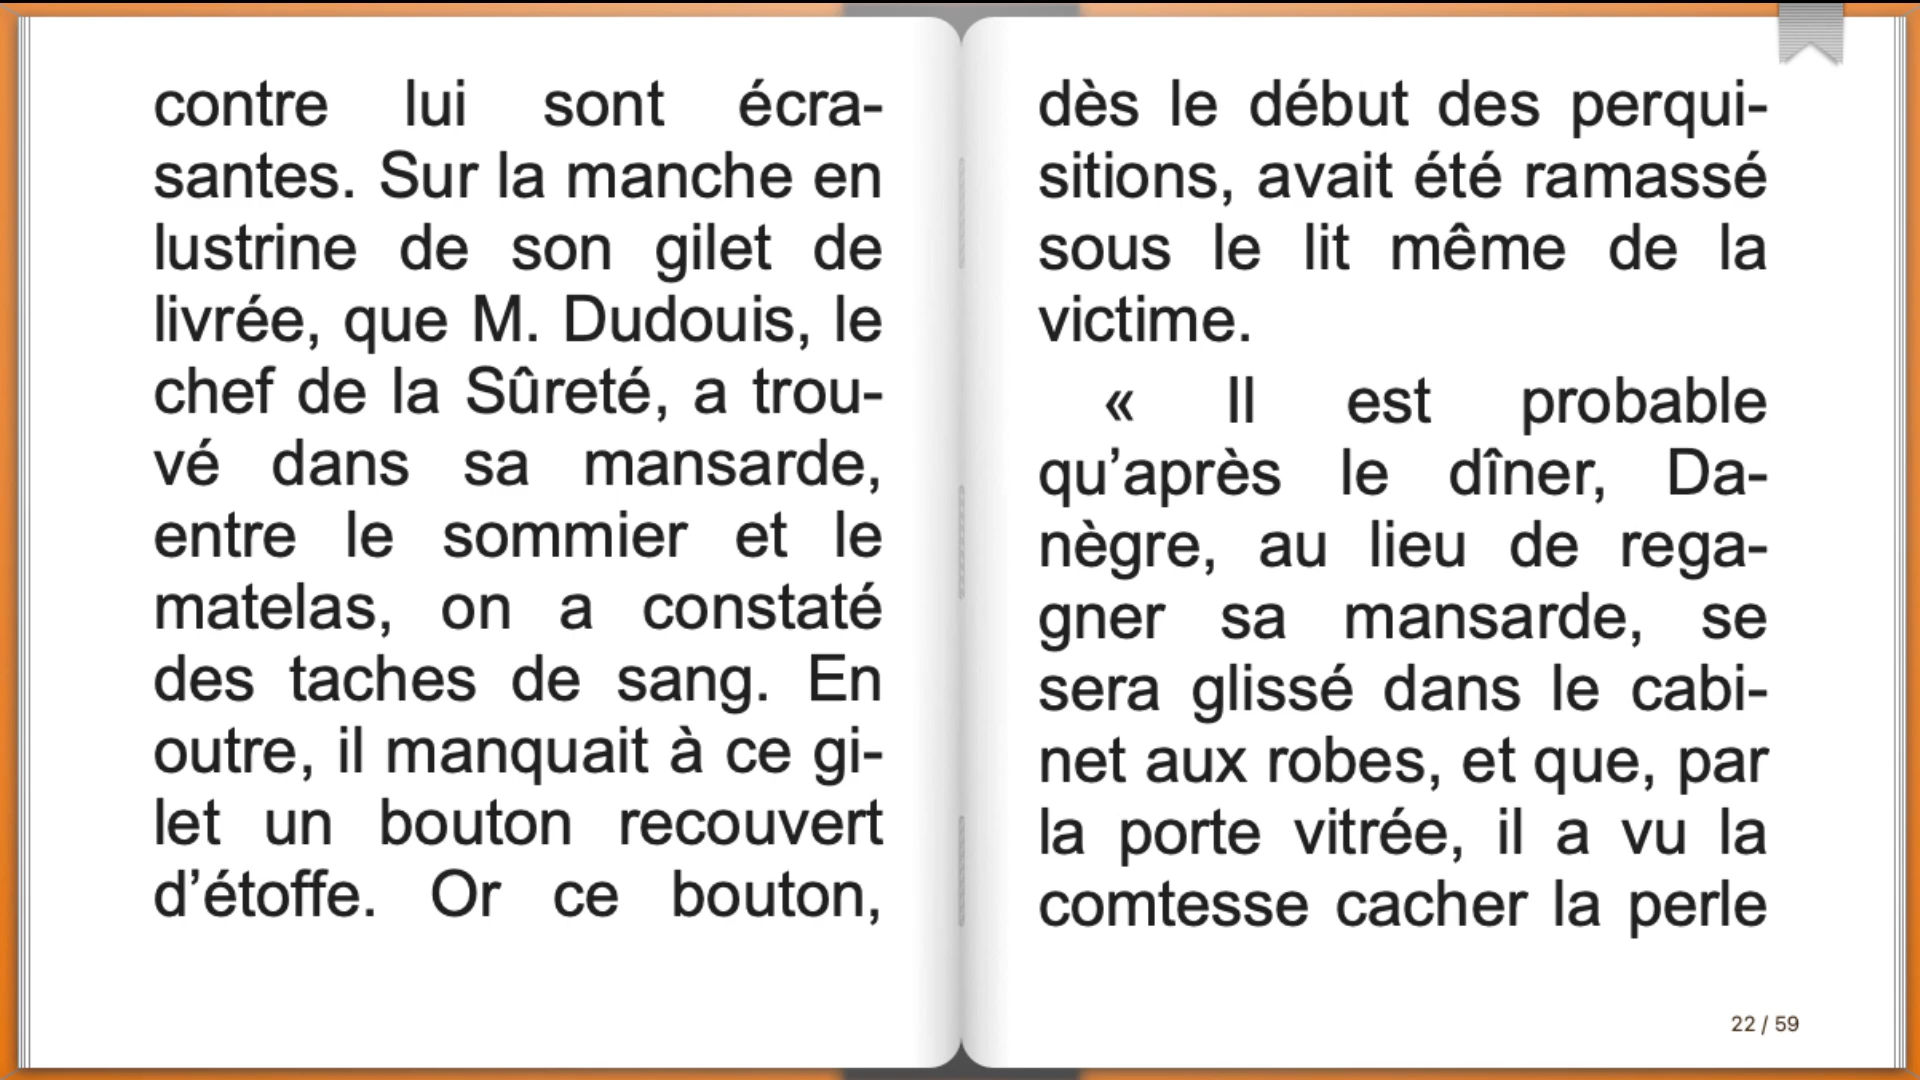 contre lui sont écra-
santes. Sur la manche en
lustrine de son gilet de
livrée, que M. Dudouis, le
chef de la Sûreté, a trou-
vé dans sa mansarde,
entre le sommier et le
matelas, on a constaté
des taches de sang. En
outre, il manquait à ce gi-
let un bouton recouvert
d’étoffe. Or ce bouton,
dès le début des perqui-
sitions, avait été ramassé
sous le lit même de la
victime.
« Il est probable
qu’après le dîner, Da-
nègre, au lieu de rega-
gner sa mansarde, se
sera glissé dans le cabi-
net aux robes, et que, par
la porte vitrée, il a vu la
comtesse cacher la perle
22 / 59